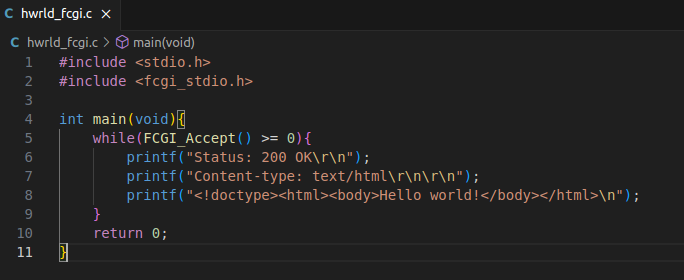 C hwrld_fcgi.c ×
C hwrld_fcgi.c > main(void)
1 #include <stdio.h>
2 #include <fcgi_stdio.h>
3
4 int main(void){
5     while(FCGI_Accept() >= 0){
6         printf("Status: 200 OK\r\n");
7         printf("Content-type: text/html\r\n\r\n");
8         printf("<!doctype><html><body>Hello world!</body></html>\n");
9     }
10     return 0;
11 }